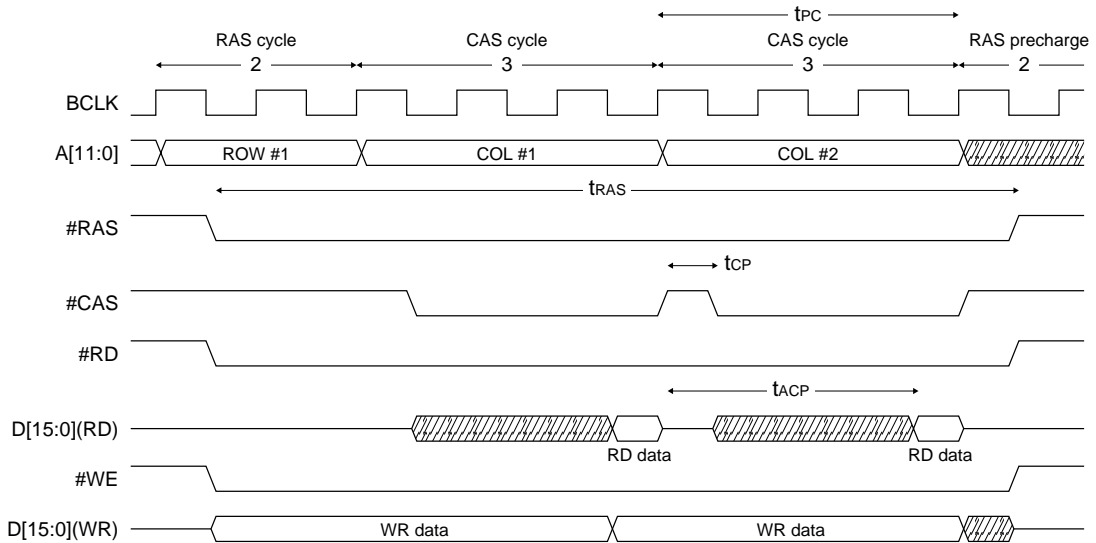 tPC
RAS cycle CAS cycle CAS cycle RAS precharge
2 3 3 2
BCLK
A[11:0] ROW #1 COL #1 COL #2
tRAS
#RAS
tCP
#CAS
#RD
tACP
D[15:0](RD)
RD data RD data
#WE
D[15:0](WR) WR data WR data